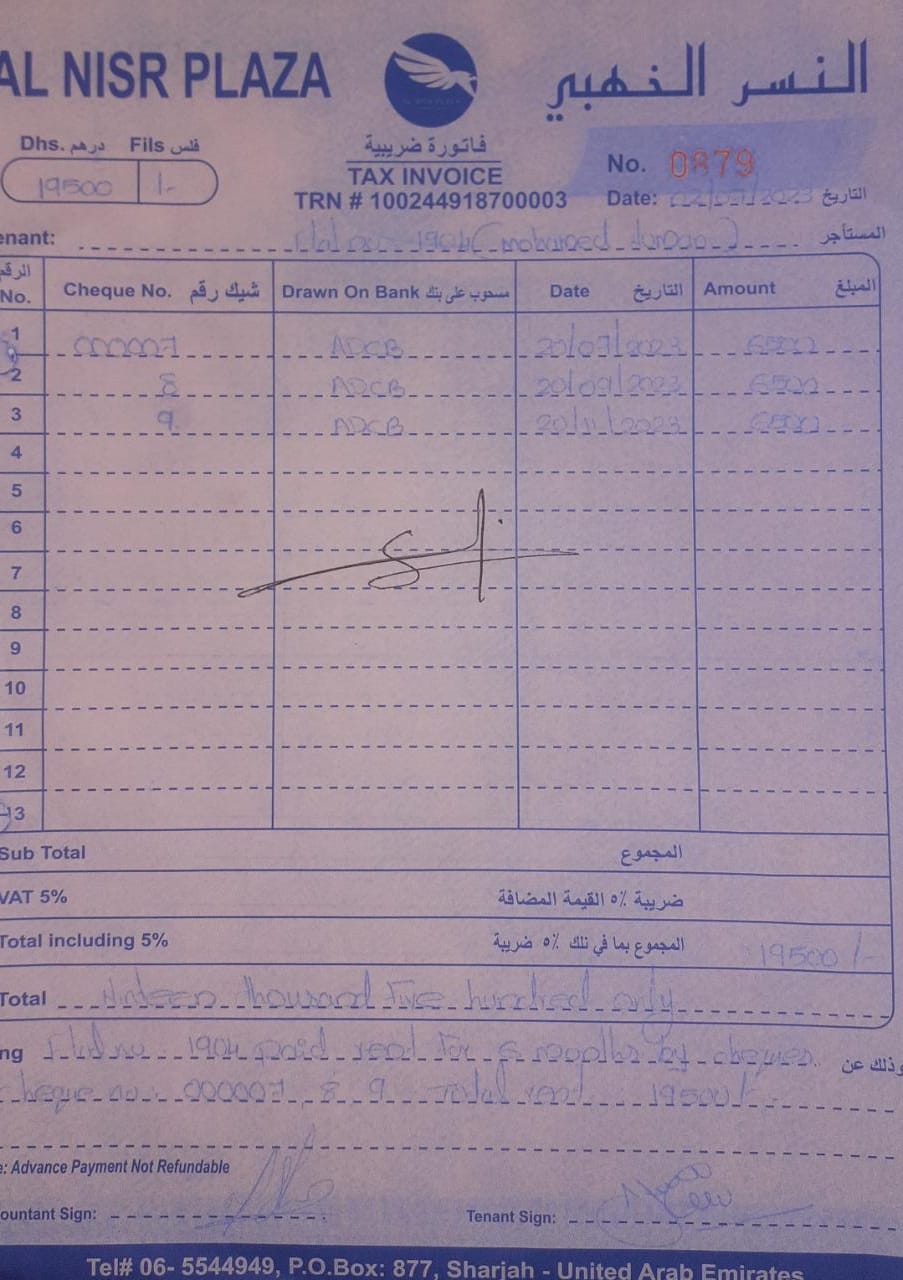 AL NISR PLAZA
النسر الذهبي
Dhs. درهم Fils فلس
19500 /-
فاتورة ضريبية
TAX INVOICE
TRN # 100244918700003
No. 0879
Date: 02/07/2023 التاريخ
enant: 1904 ( mohamed المستأجر
الرقم No. Cheque No. شيك رقم Drawn On Bank مسحوب على بنك Date التاريخ Amount المبلغ
1 000007 ADCB 20/07/2023 6500
2 8 ADCB 20/09/2023 6500
3 9 ADCB 20/11/2023 6500
4
5
6
7
8
9
10
11
12
13
Sub Total المجموع
VAT 5% ضريبة ٥٪ القيمة المضافة
Total including 5% المجموع بما في ذلك ٥٪ ضريبة 19500 /-
Total Ninteen thousand Five hundred only
ng Flat no 1904 paid rent for 6 months by cheques وذلك عن
cheque no. 000007 8 9 Total rent 19500/-
e: Advance Payment Not Refundable
ountant Sign:
Tenant Sign:
Tel# 06- 5544949, P.O.Box: 877, Sharjah - United Arab Emirates